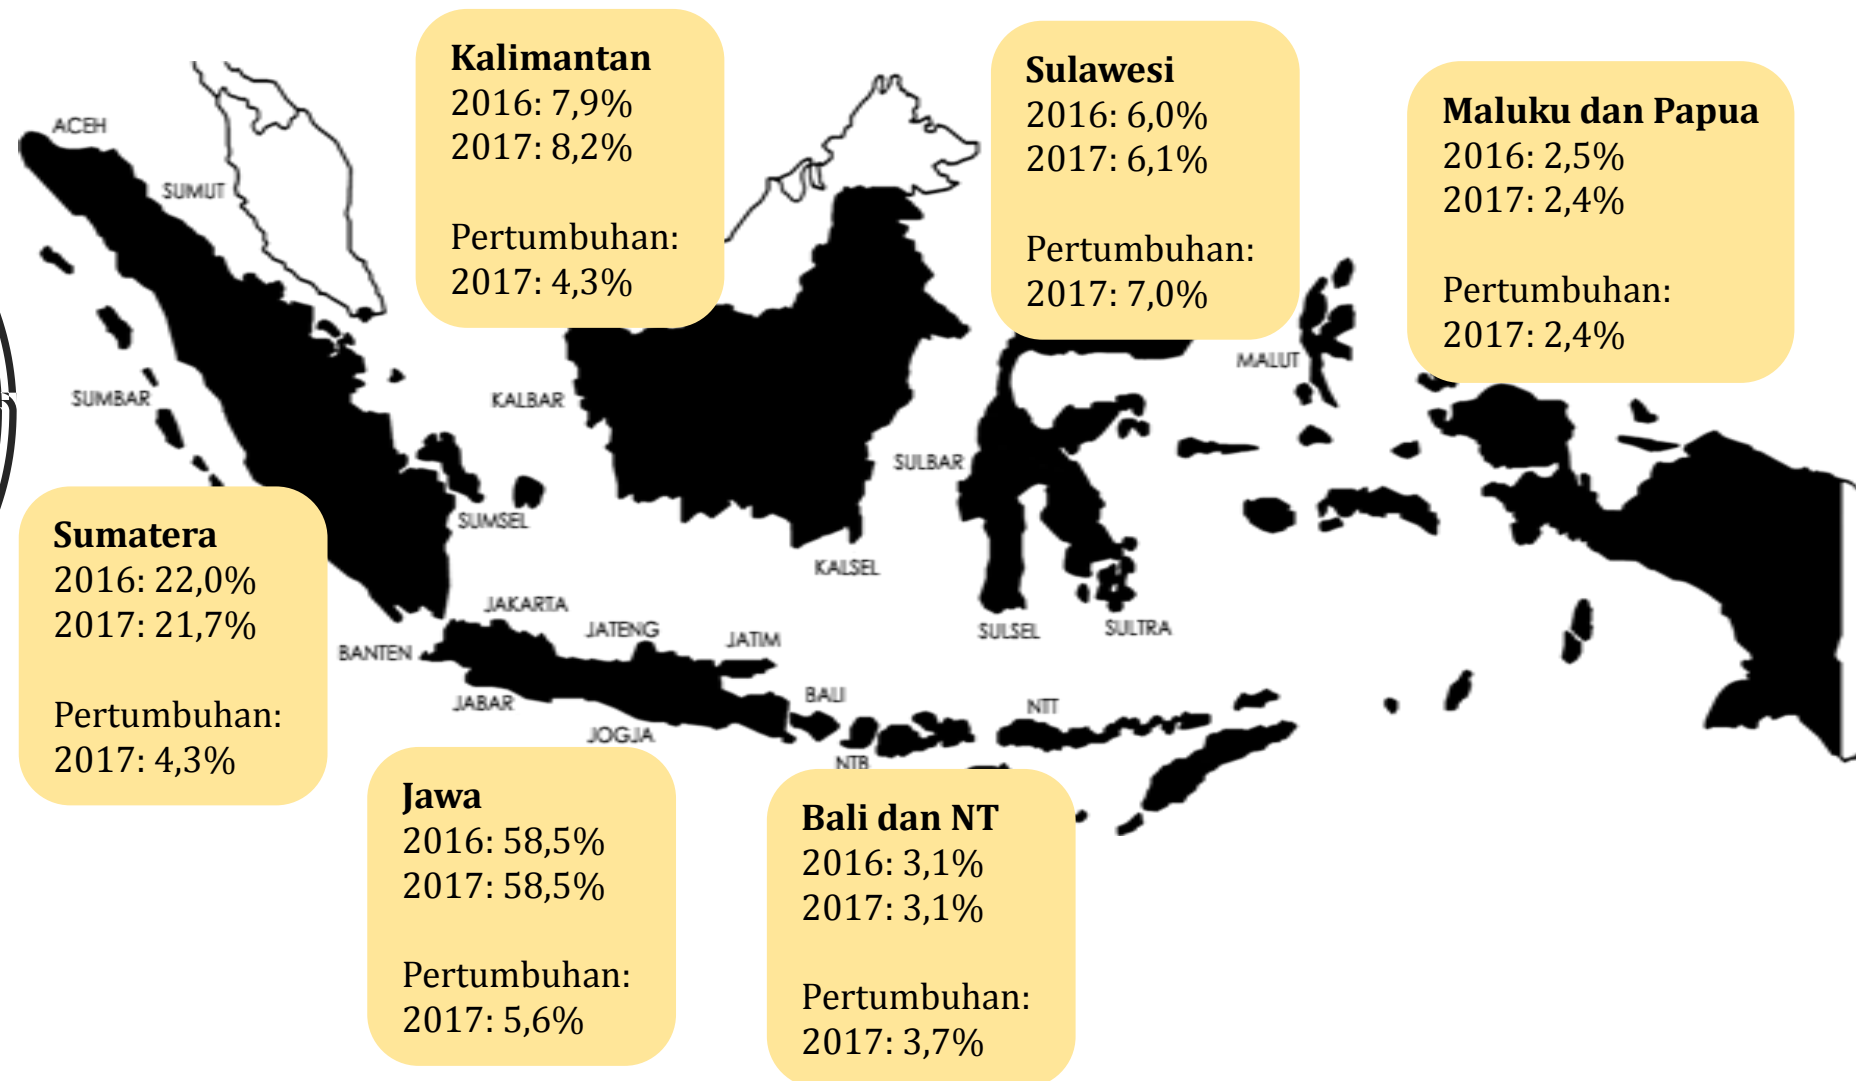 Kalimantan
2016: 7,9%
2017: 8,2%
Pertumbuhan:
2017: 4,3%
Sulawesi
2016: 6,0%
2017: 6,1%
Pertumbuhan:
2017: 7,0%
Maluku dan Papua
2016: 2,5%
2017: 2,4%
Pertumbuhan:
2017: 2,4%
ACEH
SUMUT
SUMBAR
KALBAR
MALUT
SULBAR
SUMSEL
KALSEL
Sumatera
2016: 22,0%
2017: 21,7%
Pertumbuhan:
2017: 4,3%
JAKARTA
JATENG
JATIM
BANTEN
JABAR
JOGJA
BALI
NTB
NTT
SULSEL
SULTRA
Jawa
2016: 58,5%
2017: 58,5%
Pertumbuhan:
2017: 5,6%
Bali dan NT
2016: 3,1%
2017: 3,1%
Pertumbuhan:
2017: 3,7%